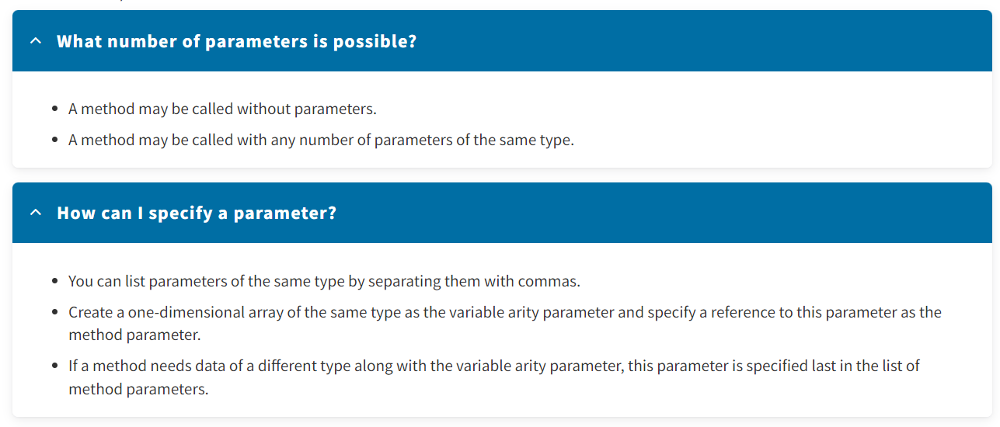 What number of parameters is possible?
• A method may be called without parameters.
• A method may be called with any number of parameters of the same type.
How can I specify a parameter?
• You can list parameters of the same type by separating them with commas.
• Create a one-dimensional array of the same type as the variable arity parameter and specify a reference to this parameter as the
method parameter.
• If a method needs data of a different type along with the variable arity parameter, this parameter is specified last in the list of
method parameters.